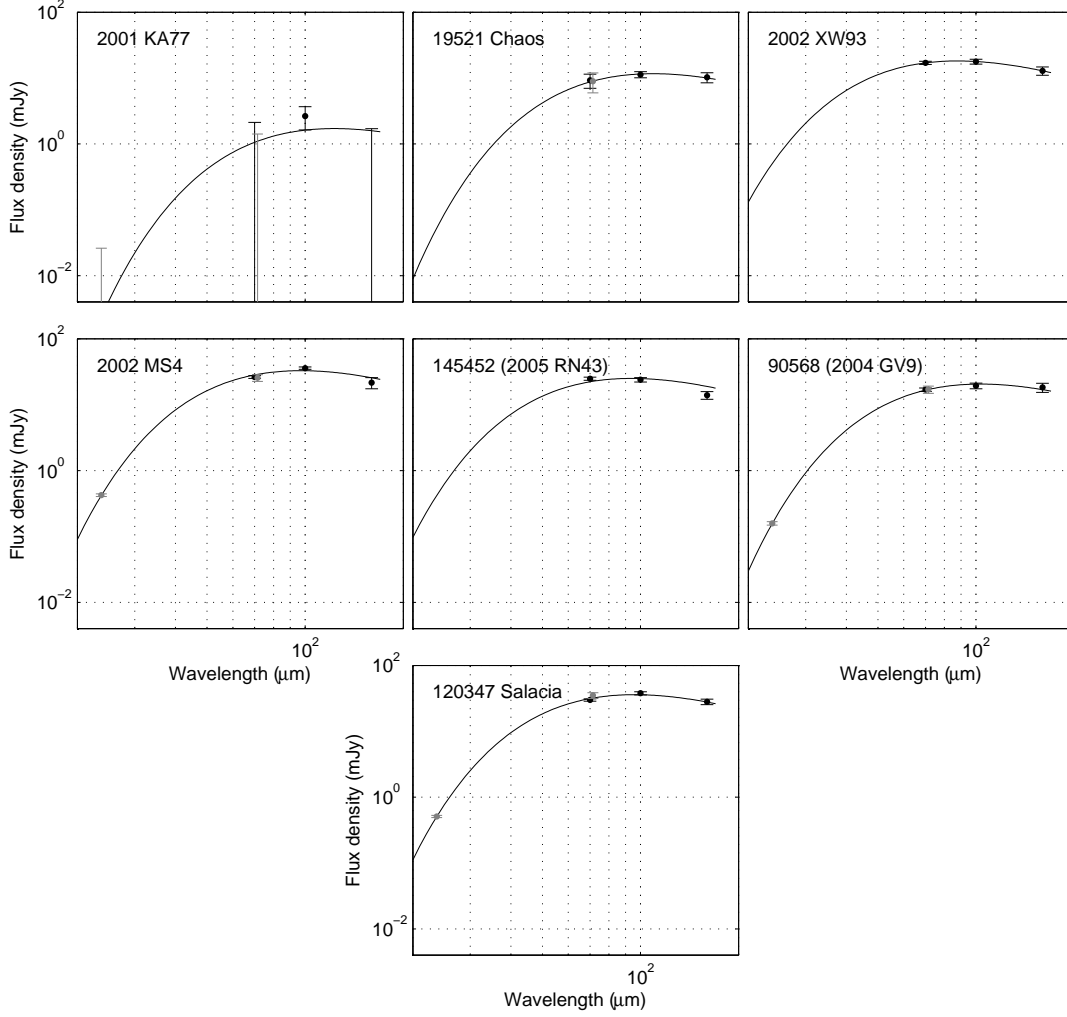 10^2
10^0
10^−2
Flux density (mJy)
2001 KA77
19521 Chaos
2002 XW93
10^2
10^0
10^−2
Flux density (mJy)
2002 MS4
145452 (2005 RN43)
90568 (2004 GV9)
10^2
Wavelength (μm)
10^2
Wavelength (μm)
10^2
10^0
10^−2
Flux density (mJy)
120347 Salacia
10^2
Wavelength (μm)